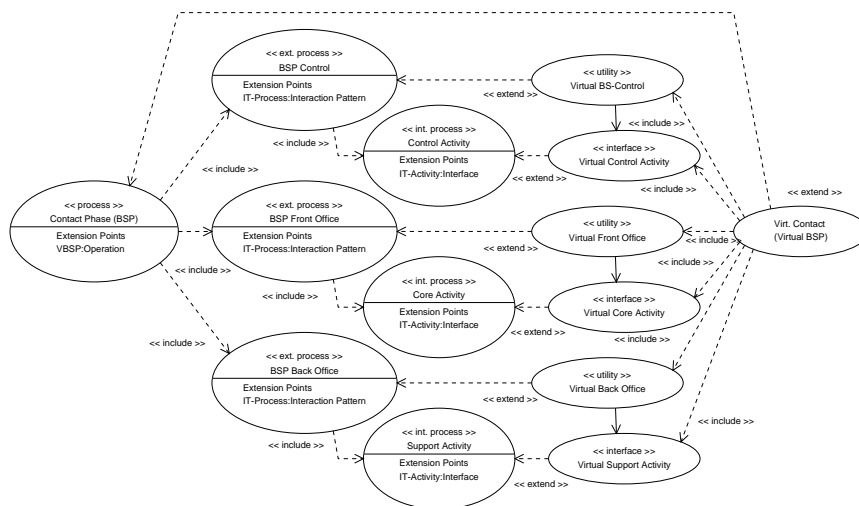 << ext. process >>
BSP Control
Extension Points
IT-Process:Interaction Pattern
<< utility >>
Virtual BS-Control
<< extend >>
<< include >>
<< int. process >>
Control Activity
Extension Points
IT-Activity:Interface
<< include >>
<< interface >>
Virtual Control Activity
<< extend >>
<< include >>
<< include >>
<< process >>
Contact Phase (BSP)
Extension Points
VBSP:Operation
<< ext. process >>
BSP Front Office
Extension Points
IT-Process:Interaction Pattern
<< utility >>
Virtual Front Office
<< extend >>
<< include >>
<< extend >>
Virt. Contact
(Virtual BSP)
<< include >>
<< include >>
<< int. process >>
Core Activity
Extension Points
IT-Activity:Interface
<< include >>
<< interface >>
Virtual Core Activity
<< extend >>
<< include >>
<< include >>
<< ext. process >>
BSP Back Office
Extension Points
IT-Process:Interaction Pattern
<< utility >>
Virtual Back Office
<< extend >>
<< include >>
<< int. process >>
Support Activity
Extension Points
IT-Activity:Interface
<< include >>
<< interface >>
Virtual Support Activity
<< extend >>